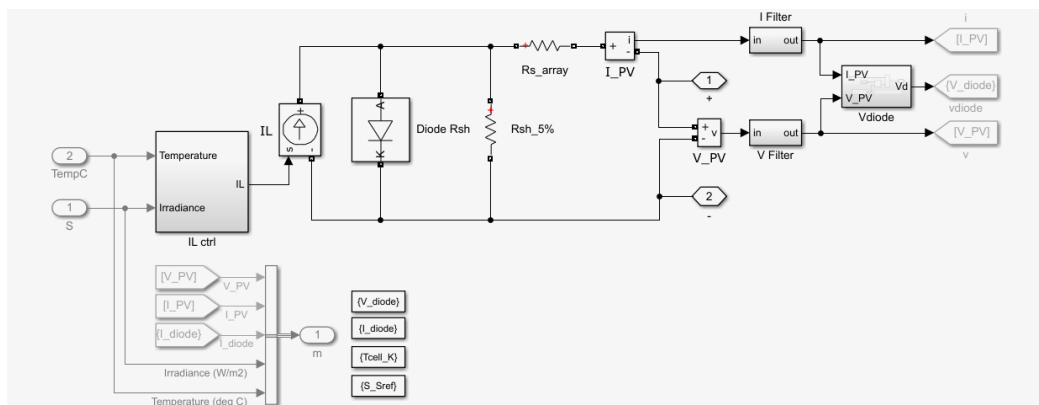 I Filter
i
in out
[I_PV]
+ i
-
Rs_array
I_PV
1
+
I_PV
V_PV
Vd
{V_diode}
Vdiode
vdiode
+
-
v
in out
[V_PV]
V_PV
V Filter
v
2
-
IL
+
s
-
A
K
Diode Rsh
Rsh_5%
2
TempC
Temperature
IL
1
S
Irradiance
IL ctrl
[V_PV]
V_PV
[I_PV]
I_PV
{I_diode}
I_diode
1
m
Irradiance (W/m2)
Temperature (deg C)
{V_diode}
{I_diode}
{Tcell_K}
{S_Sref}